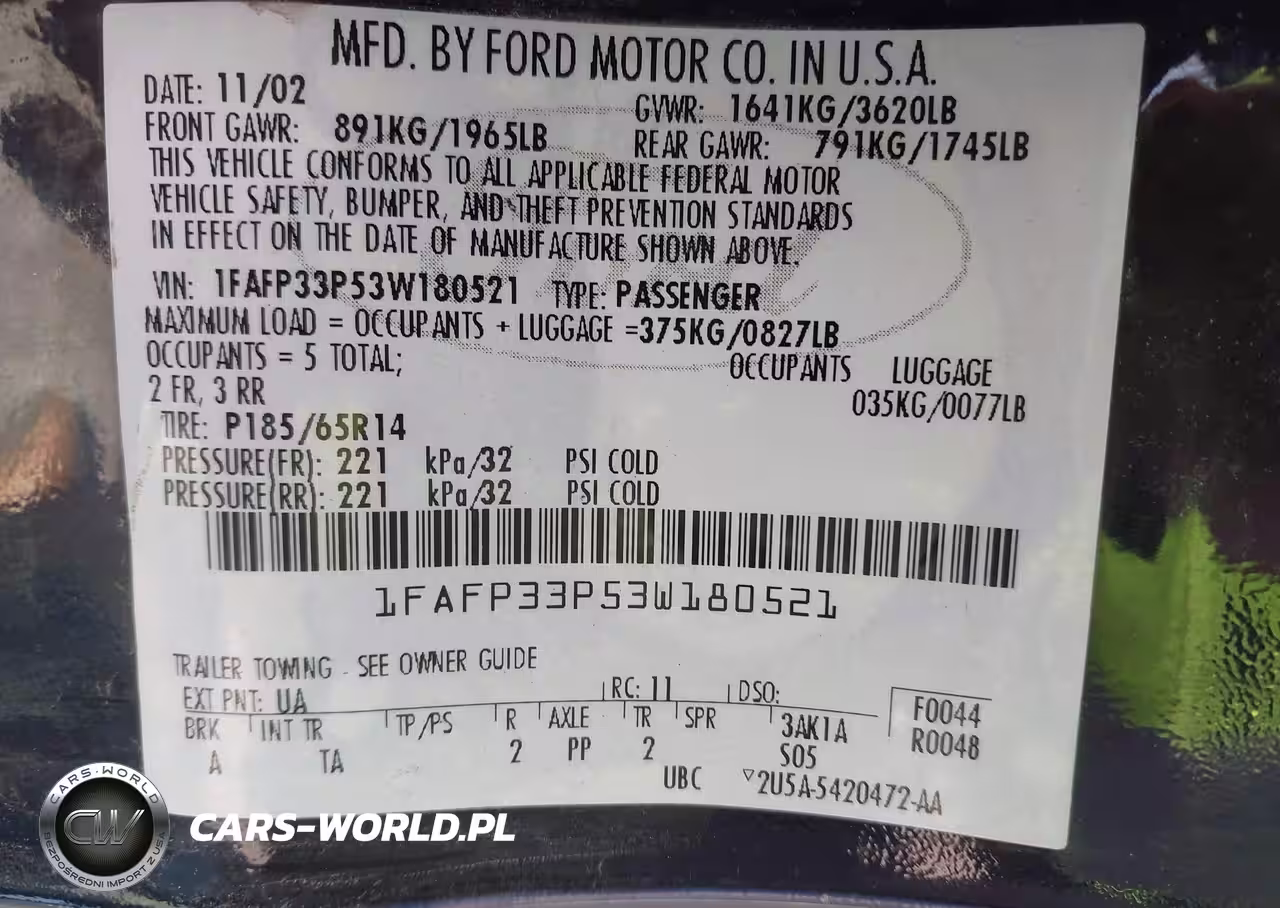 MFD. BY FORD MOTOR CO. IN U.S.A.
DATE: 11/02 GVWR: 1641KG/3620LB
FRONT GAWR: 891KG/1965LB REAR GAWR: 791KG/1745LB
THIS VEHICLE CONFORMS TO ALL APPLICABLE FEDERAL MOTOR
VEHICLE SAFETY, BUMPER, AND THEFT PREVENTION STANDARDS
IN EFFECT ON THE DATE OF MANUFACTURE SHOWN ABOVE.
VIN: 1FAFP33P53W180521 TYPE: PASSENGER
MAXIMUM LOAD = OCCUPANTS + LUGGAGE =375KG/0827LB
OCCUPANTS = 5 TOTAL; OCCUPANTS LUGGAGE
2 FR, 3 RR 035KG/0077LB
TIRE: P185/65R14
PRESSURE(FR): 221 kPa/32 PSI COLD
PRESSURE(RR): 221 kPa/32 PSI COLD
1FAFP33P53W180521
TRAILER TOWING - SEE OWNER GUIDE
EXT PNT: UA RC: 11 DSO: F0044
BRK INT TR TP/PS R AXLE TR SPR 3AK1A R0048
A TA 2 PP 2 S05
UBC ▽2U5A-5420472-AA
CARS-WORLD
CW
BEZPOŚREDNI IMPORT Z USA
CARS-WORLD.PL